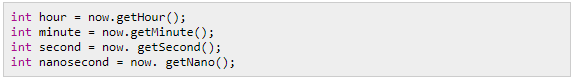 int hour = now.getHour();
int minute = now.getMinute();
int second = now. getSecond();
int nanosecond = now. getNano();